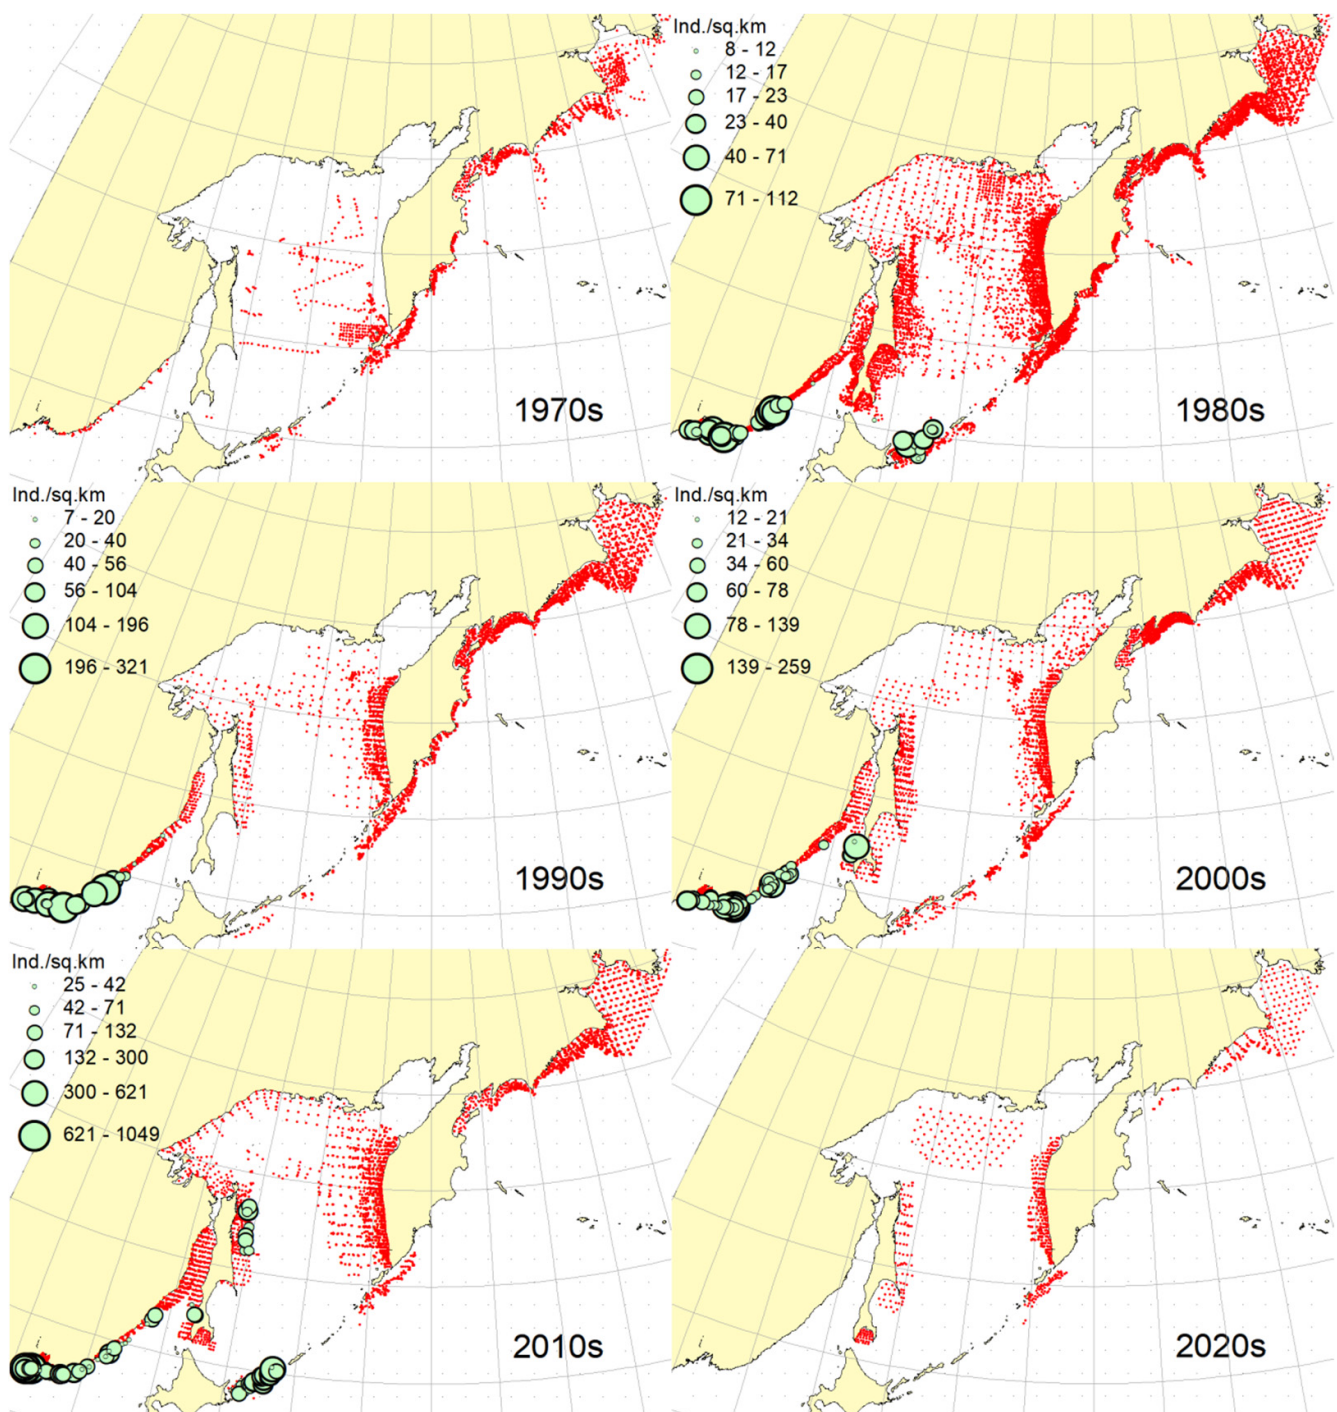 1970s
Ind./sq.km
8 - 12
12 - 17
17 - 23
23 - 40
40 - 71
71 - 112
1980s
Ind./sq.km
7 - 20
20 - 40
40 - 56
56 - 104
104 - 196
196 - 321
1990s
Ind./sq.km
12 - 21
21 - 34
34 - 60
60 - 78
78 - 139
139 - 259
2000s
Ind./sq.km
25 - 42
42 - 71
71 - 132
132 - 300
300 - 621
621 - 1049
2010s
2020s